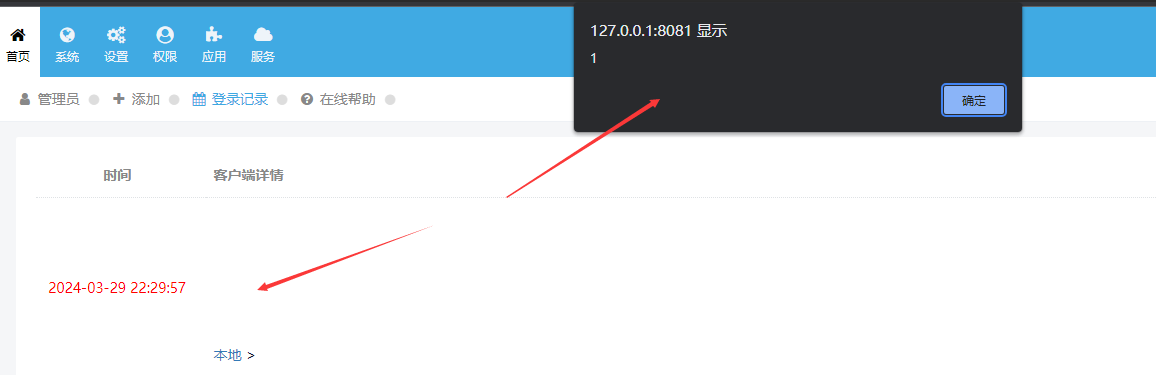 127.0.0.1:8081 显示
1
确定
首页 系统 设置 权限 应用 服务
管理员 添加 登录记录 在线帮助
时间 客户端详情
2024-03-29 22:29:57
本地 >